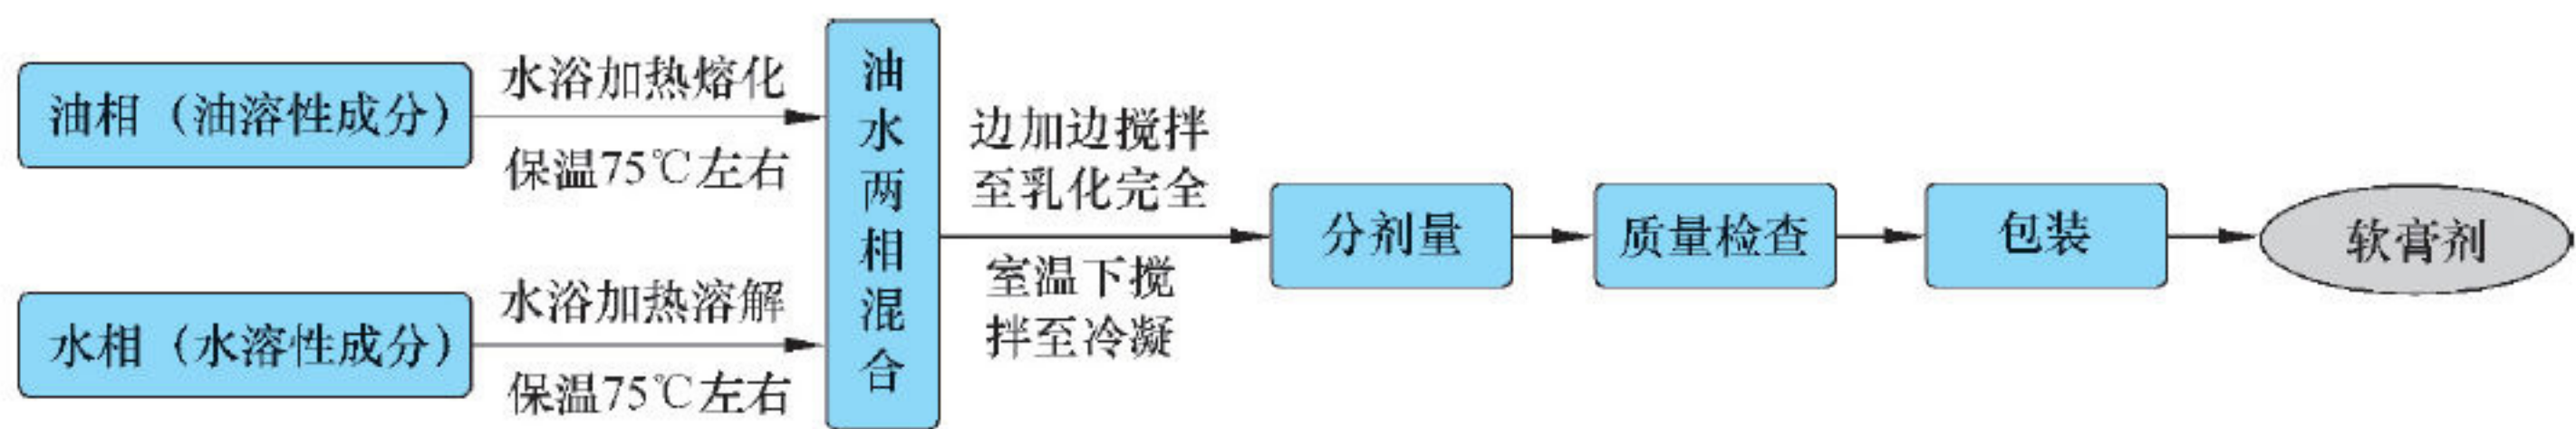 油相（油溶性成分）
水浴加热熔化
保温75℃左右
水相（水溶性成分）
水浴加热溶解
保温75℃左右
油水两相混合
边加边搅拌
至乳化完全
室温下搅
拌至冷凝
分剂量
质量检查
包装
软膏剂